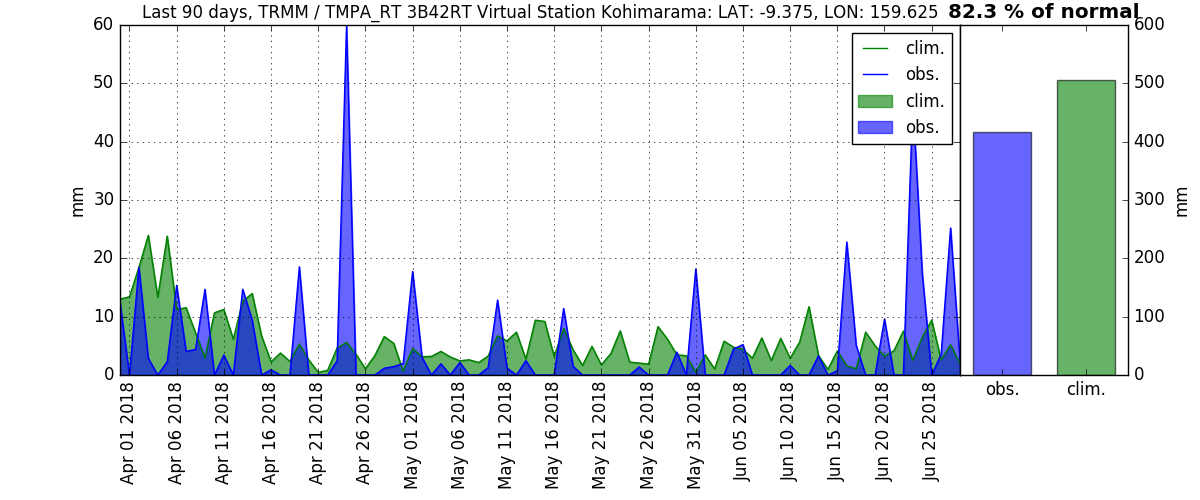 Last 90 days, TRMM / TMPA_RT 3B42RT Virtual Station Kohimarama: LAT: -9.375, LON: 159.625 82.3 % of normal
60
50
40
30
20
10
0
mm
clim.
obs.
clim.
obs.
600
500
400
300
200
100
0
mm
Apr 01 2018
Apr 06 2018
Apr 11 2018
Apr 16 2018
Apr 21 2018
Apr 26 2018
May 01 2018
May 06 2018
May 11 2018
May 16 2018
May 21 2018
May 26 2018
May 31 2018
Jun 05 2018
Jun 10 2018
Jun 15 2018
Jun 20 2018
Jun 25 2018
obs.
clim.